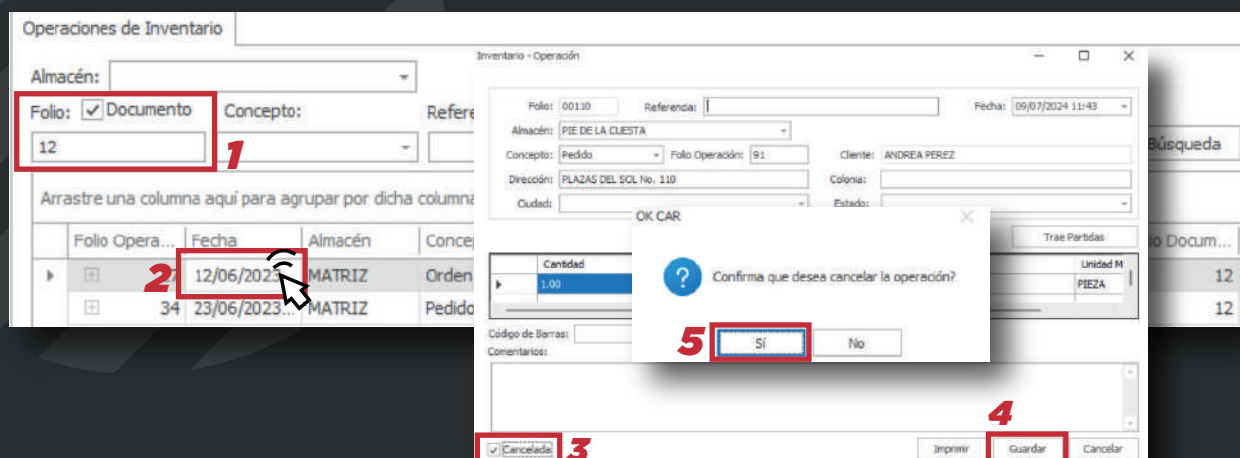 Operaciones de Inventario
Almacén:
Folio: Documento Concepto:
12
1
Búsqueda
Arrastre una columna aquí para agrupar por dicha columna
Folio Opera... Fecha Almacén
2 12/06/2023 MATRIZ Orden 12
34 23/06/2023... MATRIZ Pedido 12
Inventario - Operación
Folio: 00110 Referencia: Fecha: 09/07/2024 11:43
Almacén: PIE DE LA CUESTA
Concepto: Pedido Folio Operación: 91 Cliente: ANDREA PEREZ
Dirección: PLAZAS DEL SOL No. 110 Colonia:
Ciudad: Estado:
Trae Partidas
Cantidad Unidad M
1.00 PIEZA
Código de Barras:
Comentarios:
OK CAR
Confirma que desea cancelar la operación?
5 Sí No
4
Cancelada 3 Imprimir Guardar Cancelar